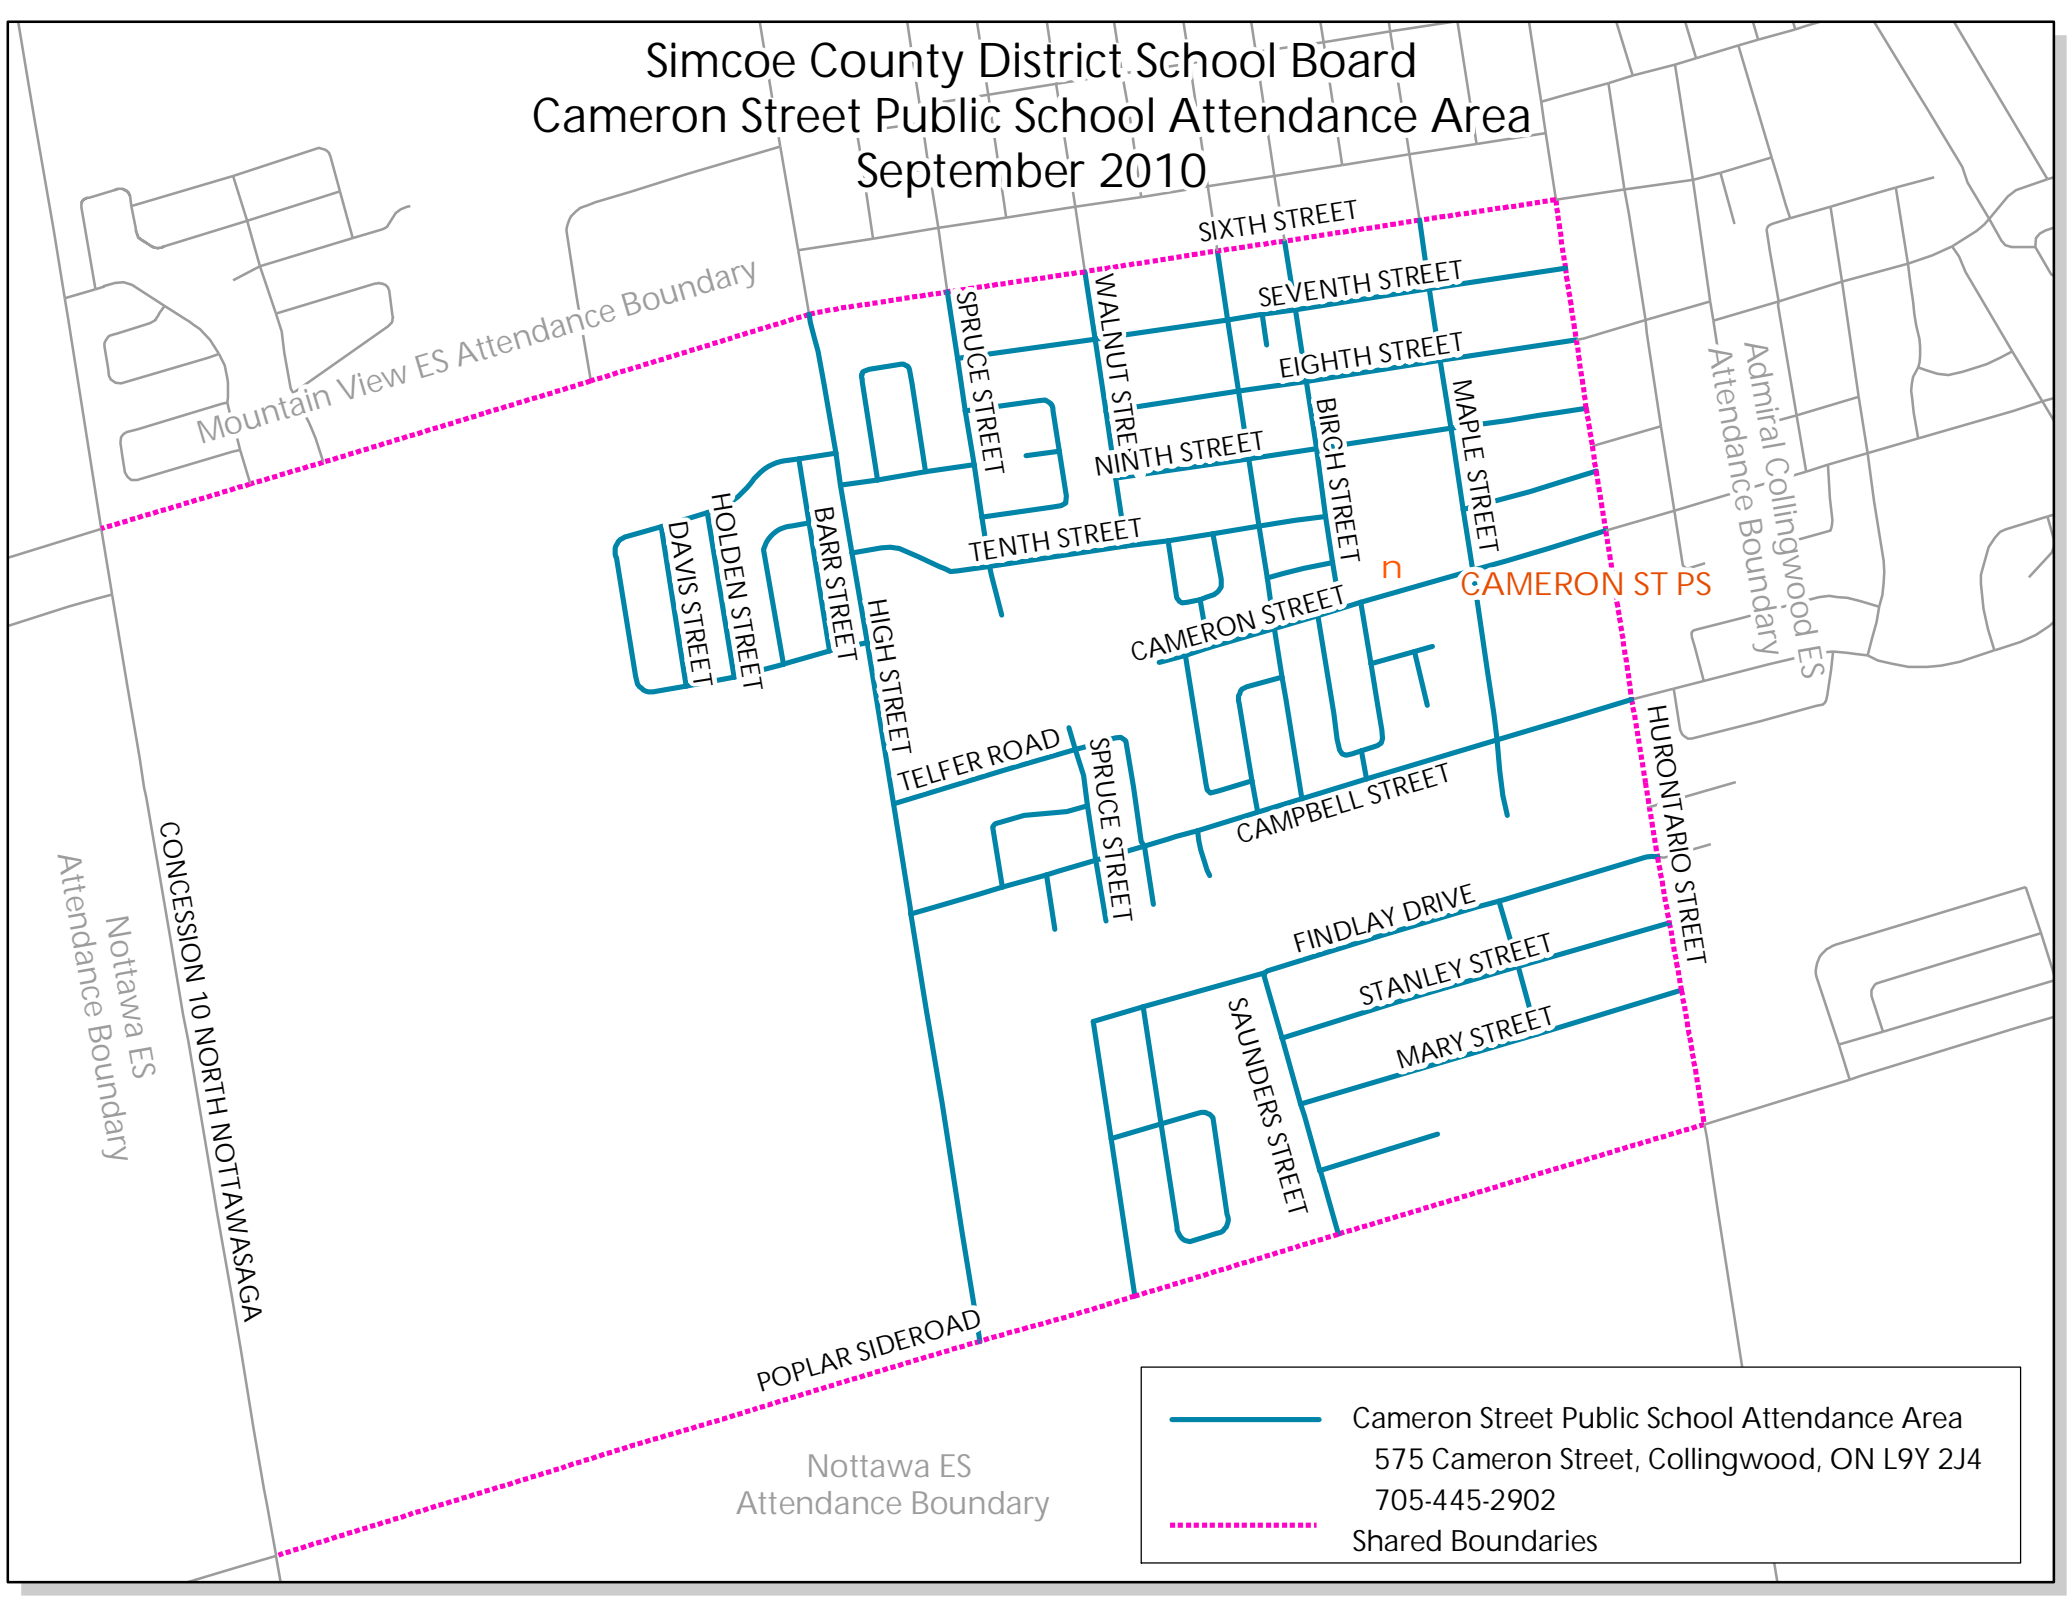 Simcoe County District School Board
Cameron Street Public School Attendance Area
September 2010
SIXTH STREET
SEVENTH STREET
Mountain View ES Attendance Boundary
SPRUCE STREET
WALNUT STREET
EIGHTH STREET
Admiral Collingwood ES
Attendance Boundary
MAPLE STREET
BIRCH STREET
NINTH STREET
HOLDEN STREET
BARR STREET
DAVIS STREET
TENTH STREET
n
CAMERON ST PS
CAMERON STREET
HIGH STREET
TELFER ROAD
SPRUCE STREET
HURONTARIO STREET
CAMPBELL STREET
CONCESSION 10 NORTH NOTTAWASAGA
Nottawa ES
Attendance Boundary
FINDLAY DRIVE
STANLEY STREET
SAUNDERS STREET
MARY STREET
POPLAR SIDEROAD
Nottawa ES
Attendance Boundary
Cameron Street Public School Attendance Area
575 Cameron Street, Collingwood, ON L9Y 2J4
705-445-2902
Shared Boundaries